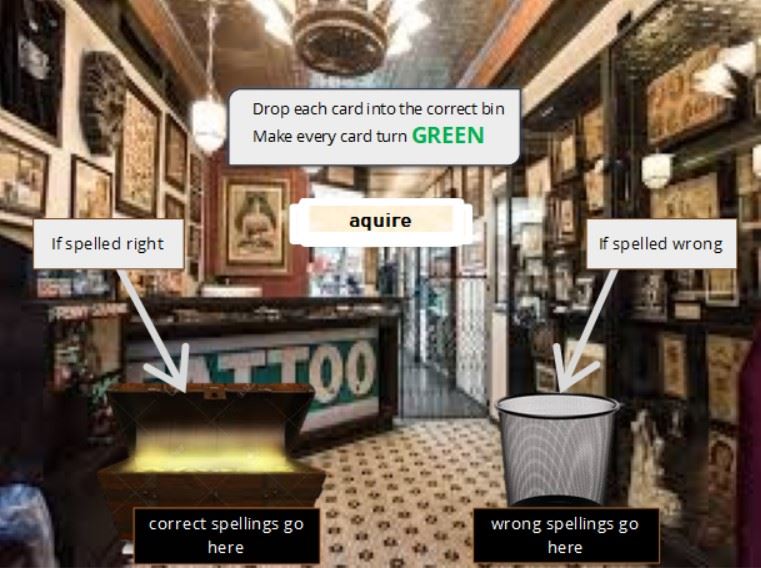 Drop each card into the correct bin
Make every card turn GREEN
aquire
If spelled right
If spelled wrong
TATTOO
correct spellings go
here
wrong spellings go
here